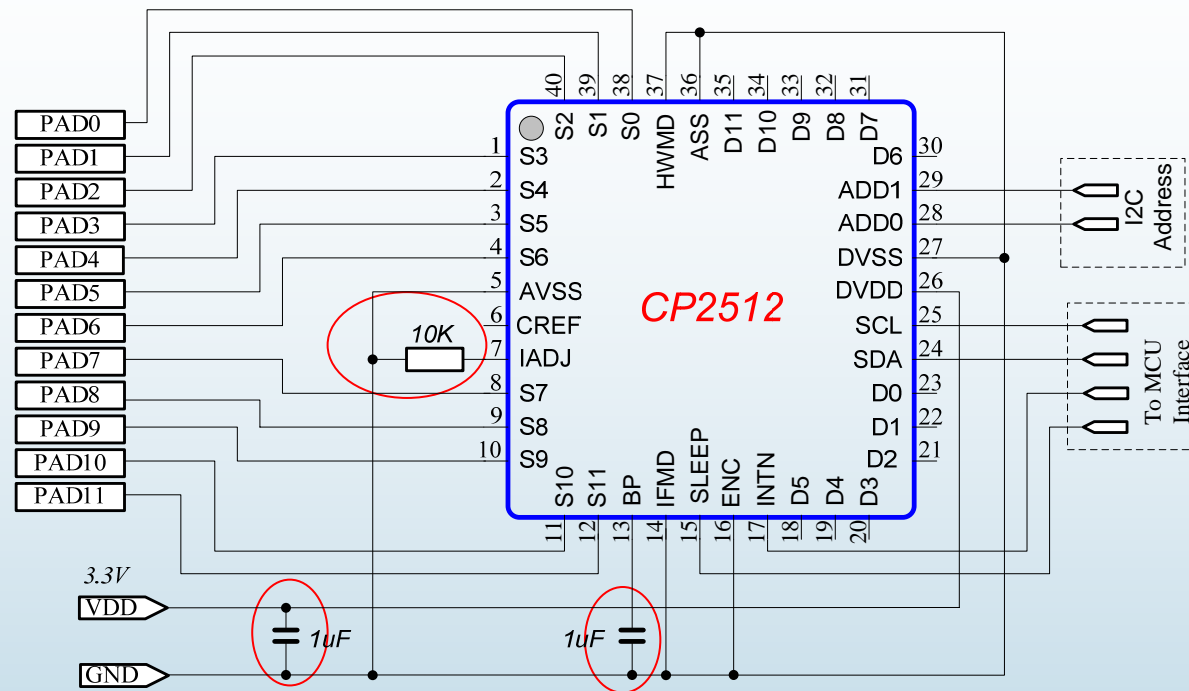 40
39
38
37
36
35
34
33
32
31
S2
S1
S0
HWMD
ASS
D11
D10
D9
D8
D7
PAD0
PAD1
PAD2
PAD3
PAD4
PAD5
PAD6
PAD7
PAD8
PAD9
PAD10
PAD11
1 S3
2 S4
3 S5
4 S6
5 AVSS
6 CREF
7 IADJ
8 S7
9 S8
10 S9
10K
CP2512
D6 30
ADD1 29
ADD0 28
DVSS 27
DVDD 26
SCL 25
SDA 24
D0 23
D1 22
D2 21
I2C
Address
To MCU
Interface
S10
S11
BP
IFMD
SLEEP
ENC
INTN
D5
D4
D3
11
12
13
14
15
16
17
18
19
20
3.3V
VDD
1uF
1uF
GND